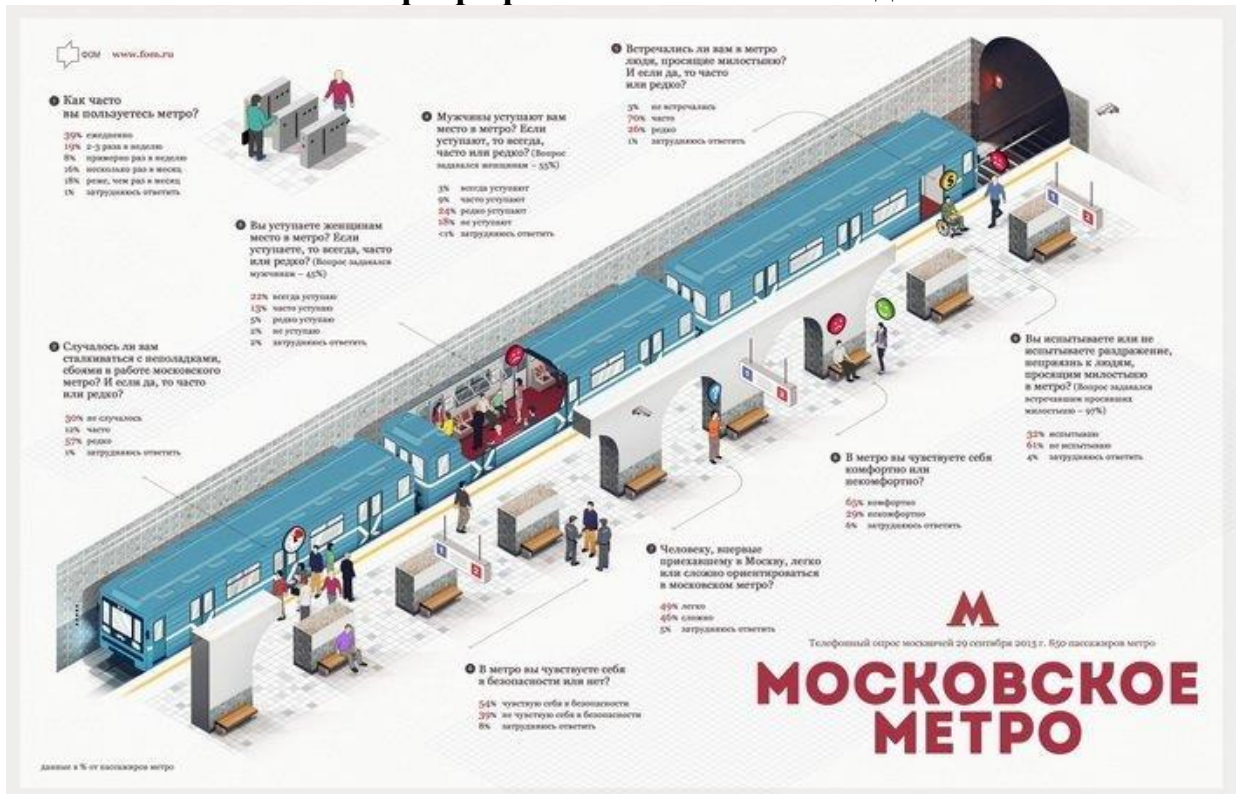 ФОМ www.fom.ru
Как часто
вы пользуетесь метро?
39% ежедневно
19% 2-3 раза в неделю
8% примерно раз в неделю
16% несколько раз в месяц
18% реже, чем раз в месяц
1% затрудняюсь ответить
2 Случалось ли вам
сталкиваться с неполадками,
сбоями в работе московского
метро? И если да, то часто
или редко?
30% не случалось
12% часто
57% редко
1% затрудняюсь ответить
3 Вы уступаете женщинам
место в метро? Если
уступаете, то всегда, часто
или редко? (Вопрос задавался
мужчинам – 45%)
22% всегда уступаю
13% часто уступаю
5% редко уступаю
2% не уступаю
2% затрудняюсь ответить
4 Мужчины уступают вам
место в метро? Если
уступают, то всегда,
часто или редко? (Вопрос
задавался женщинам – 55%)
3% всегда уступают
9% часто уступают
24% редко уступают
18% не уступают
<1% затрудняюсь ответить
Встречались ли вам в метро
люди, просящие милостыню?
И если да, то часто
или редко?
3% не встречались
70% часто
26% редко
1% затрудняюсь ответить
Вы испытываете или не
испытываете раздражение,
неприязнь к людям,
просящим милостыню
в метро? (Вопрос задавался
встречавшим просящих
милостыню – 97%)
32% испытываю
61% не испытываю
4% затрудняюсь ответить
В метро вы чувствуете себя
комфортно или
некомфортно?
65% комфортно
29% некомфортно
6% затрудняюсь ответить
7 Человеку, впервые
приехавшему в Москву, легко
или сложно ориентироваться
в московском метро?
49% легко
46% сложно
5% затрудняюсь ответить
В метро вы чувствуете себя
в безопасности или нет?
54% чувствую себя в безопасности
39% не чувствую себя в безопасности
8% затрудняюсь ответить
1 2
1 2
1 2
М
Телефонный опрос москвичей 29 сентября 2013 г. 850 пассажиров метро
МОСКОВСКОЕ
МЕТРО
данные в % от пассажиров метро